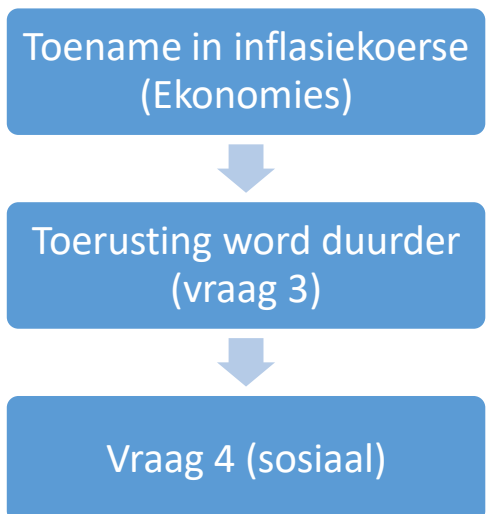 Toename in inflasiekoerse
(Ekonomies)
Toerusting word duurder
(vraag 3)
Vraag 4 (sosiaal)